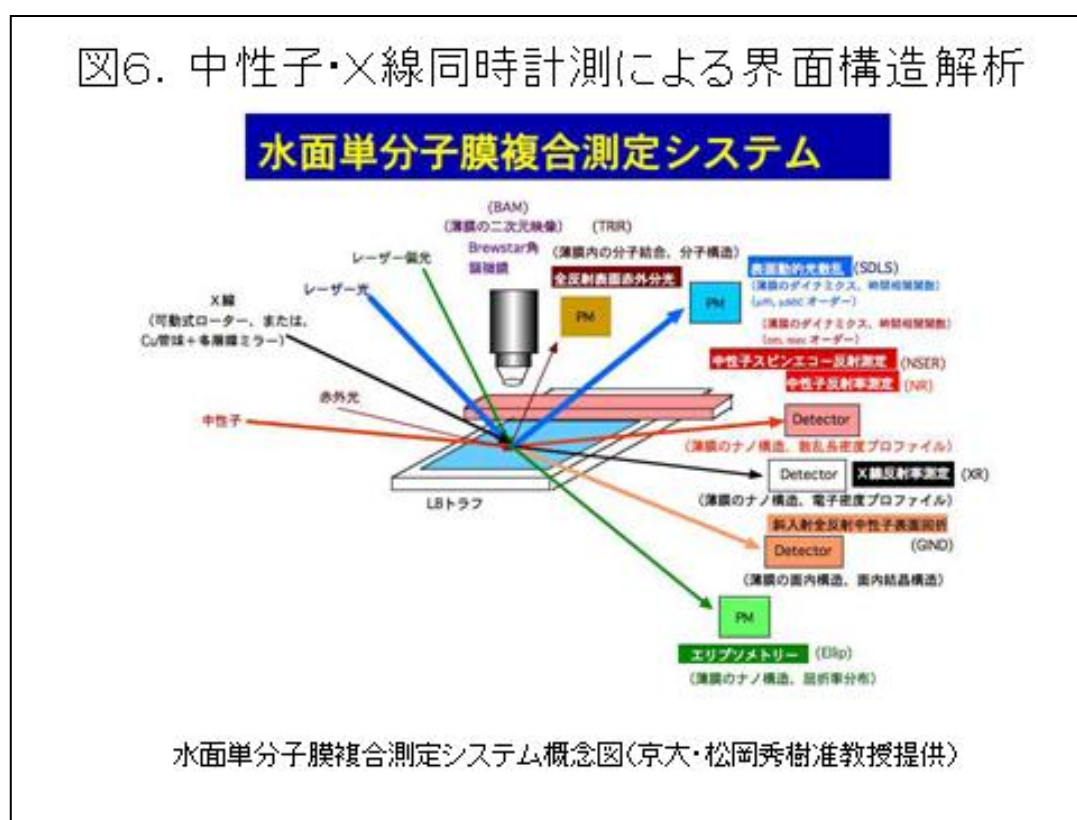 図6. 中性子・X線同時計測による界面構造解析
水面単分子膜複合測定システム
(BAM)
(薄膜の二次元映像)
Brewstar角
顕微鏡
(TRIR)
(薄膜内の分子結合、分子構造)
全反射表面赤外分光
PM
レーザー偏光
レーザー光
X線
(可動式ローター、または、
Cu管球+多層膜ミラー)
赤外光
中性子
LBトラフ
表面動的光散乱 (SDLS)
(薄膜のダイナミクス、時間相関関数)
(μm, μsec オーダー)
PM
(薄膜のダイナミクス、時間相関関数)
(nm, nsec オーダー)
中性子スピンエコー反射測定 (NSER)
中性子反射率測定 (NR)
Detector
(薄膜のナノ構造、散乱長密度プロファイル)
Detector X線反射率測定 (XR)
(薄膜のナノ構造、電子密度プロファイル)
斜入射全反射中性子表面回折
(GIND)
Detector
(薄膜の面内構造、面内結晶構造)
PM
エリプソメトリー (Ellip)
(薄膜のナノ構造、屈折率分布)
水面単分子膜複合測定システム概念図(京大・松岡秀樹准教授提供)